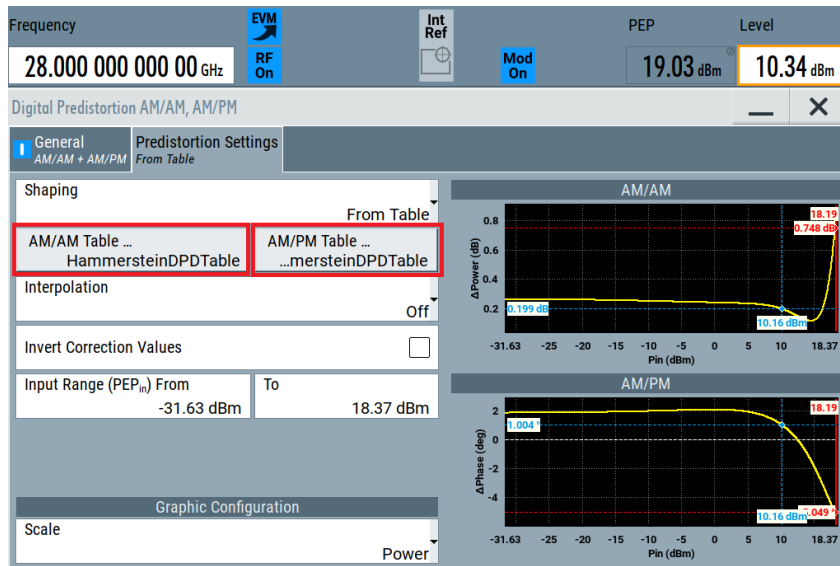 Frequency
EVM
Int
Ref
PEP
Level
28.000 000 000 00 GHz
RF
On
Mod
On
19.03 dBm
10.34 dBm
Digital Predistortion AM/AM, AM/PM
General
AM/AM + AM/PM
Predistortion Settings
From Table
Shaping
From Table
AM/AM Table ...
HammersteinDPDTable
AM/PM Table ...
...mersteinDPDTable
Interpolation
Off
Invert Correction Values
Input Range (PEPin) From
-31.63 dBm
To
18.37 dBm
Graphic Configuration
Scale
Power
AM/AM
18.19
0.748 dB
0.8
0.6
0.4
0.2
ΔPower (dB)
0.199 dB
10.16 dBm
-31.63 -25 -20 -15 -10 -5 0 5 10 18.37
Pin (dBm)
AM/PM
18.19
2
0
-2
-4
ΔPhase (deg)
1.004 °
10.16 dBm
.049 °
-31.63 -25 -20 -15 -10 -5 0 5 10 18.37
Pin (dBm)